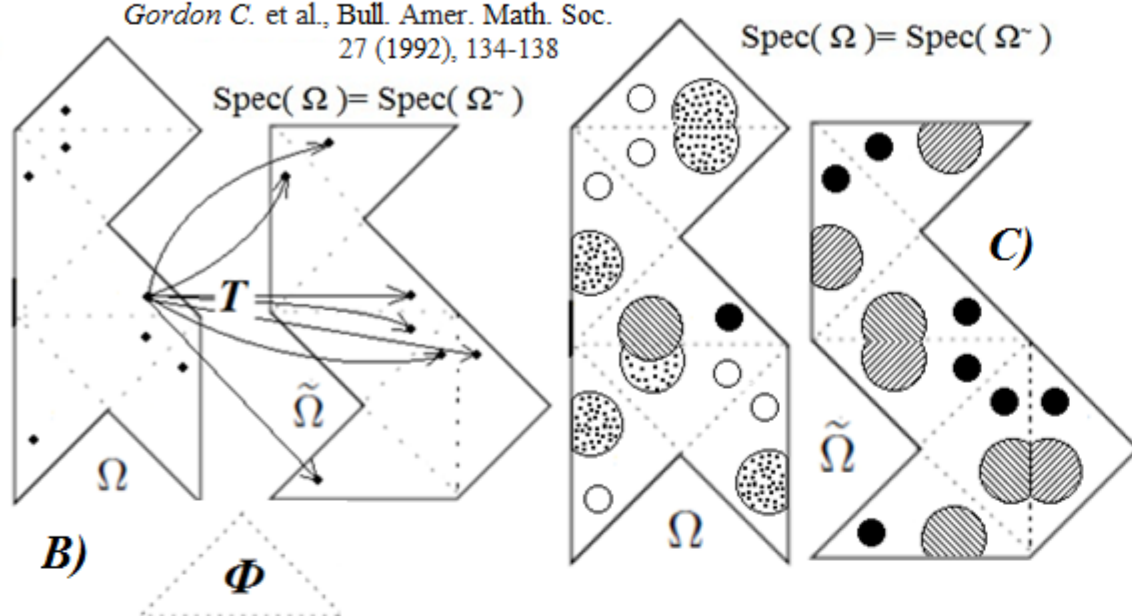 Gordon C. et al., Bull. Amer. Math. Soc.
27 (1992), 134-138
Spec( Ω )= Spec( Ω~ )
Spec( Ω )= Spec( Ω~ )
T
C)
Ω̃
Ω
Ω̃
Ω
B)
Φ